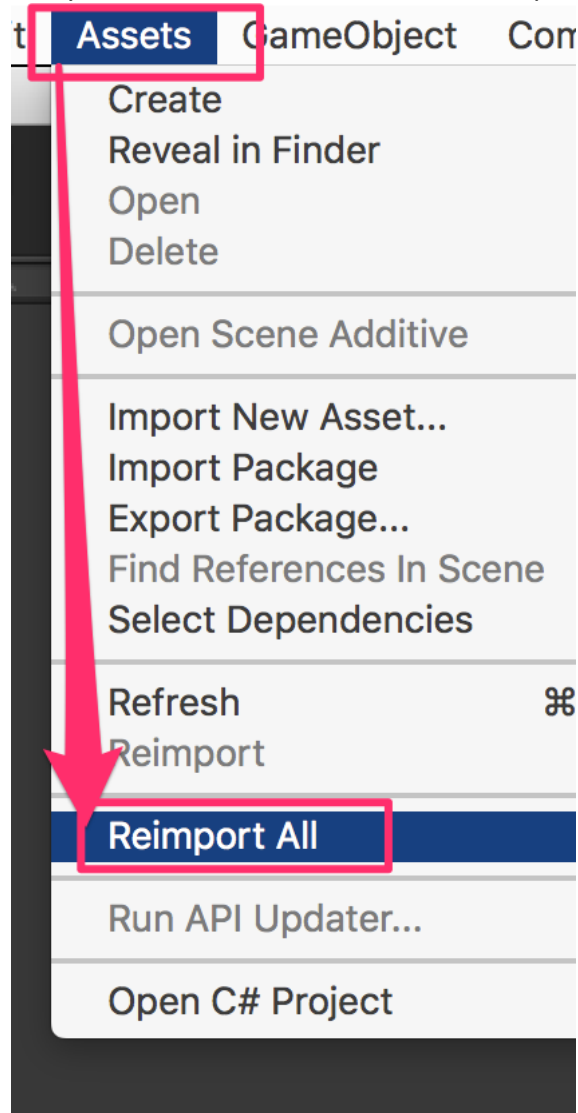 t Assets GameObject Com
Create
Reveal in Finder
Open
Delete
Open Scene Additive
Import New Asset...
Import Package
Export Package...
Find References In Scene
Select Dependencies
Refresh ⌘
Reimport
Reimport All
Run API Updater...
Open C# Project